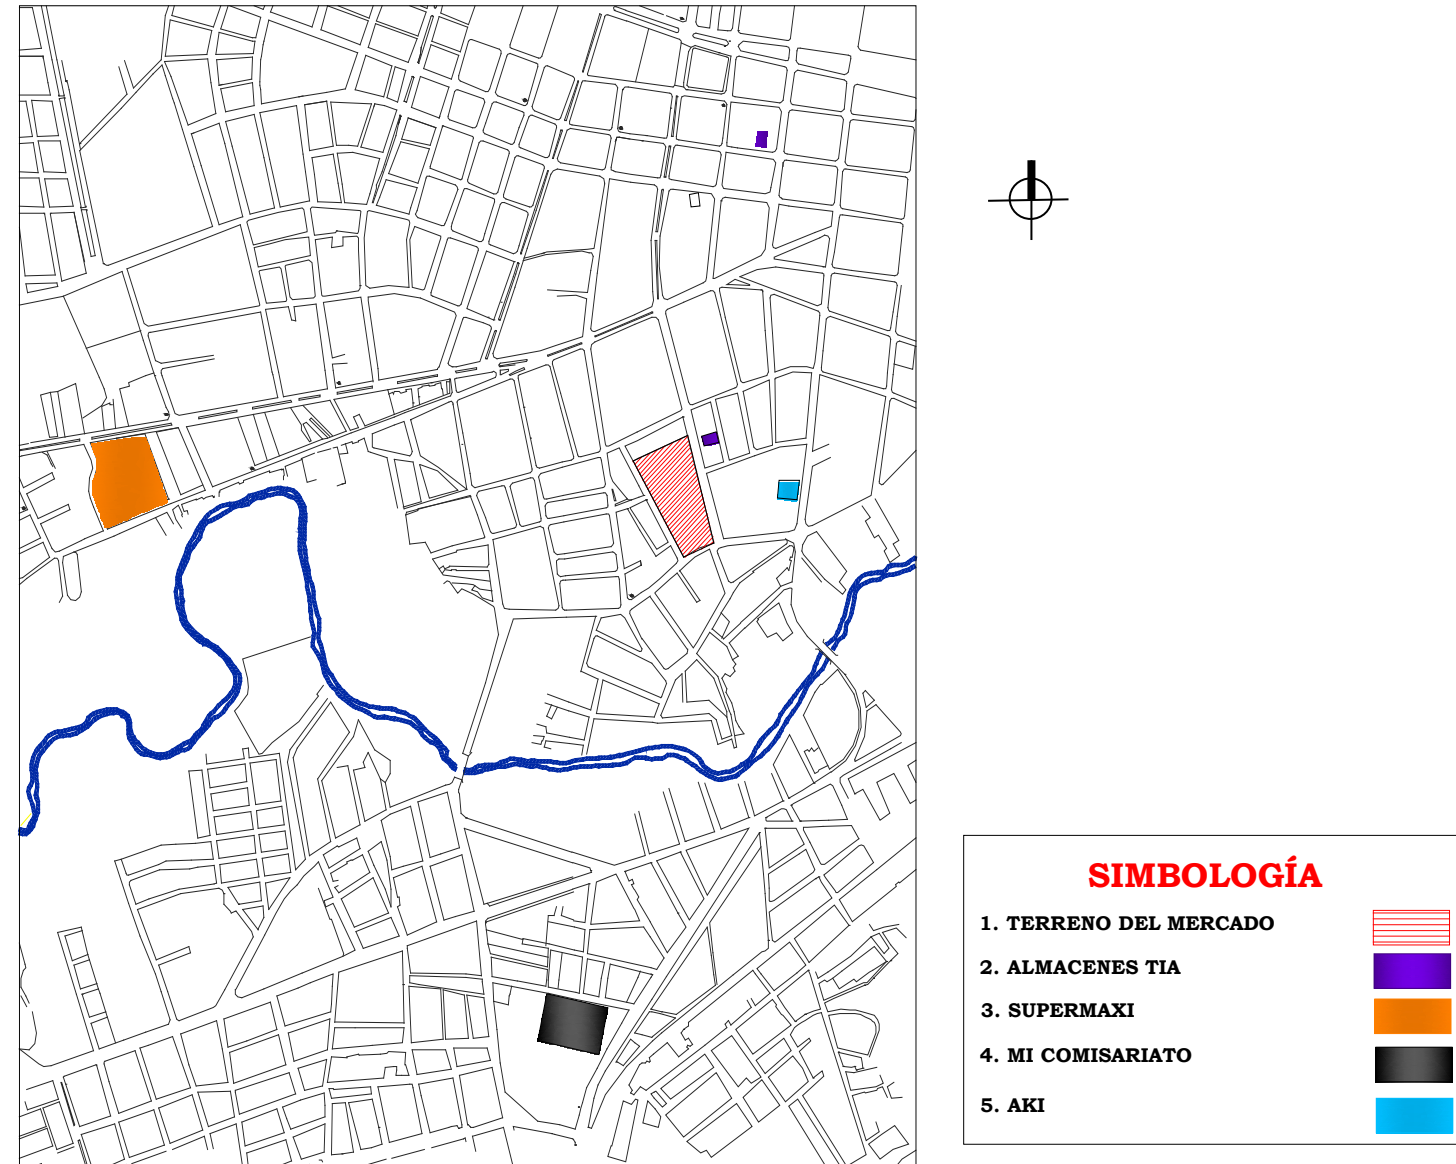 SIMBOLOGÍA
1. TERRENO DEL MERCADO
2. ALMACENES TIA
3. SUPERMAXI
4. MI COMISARIATO
5. AKI